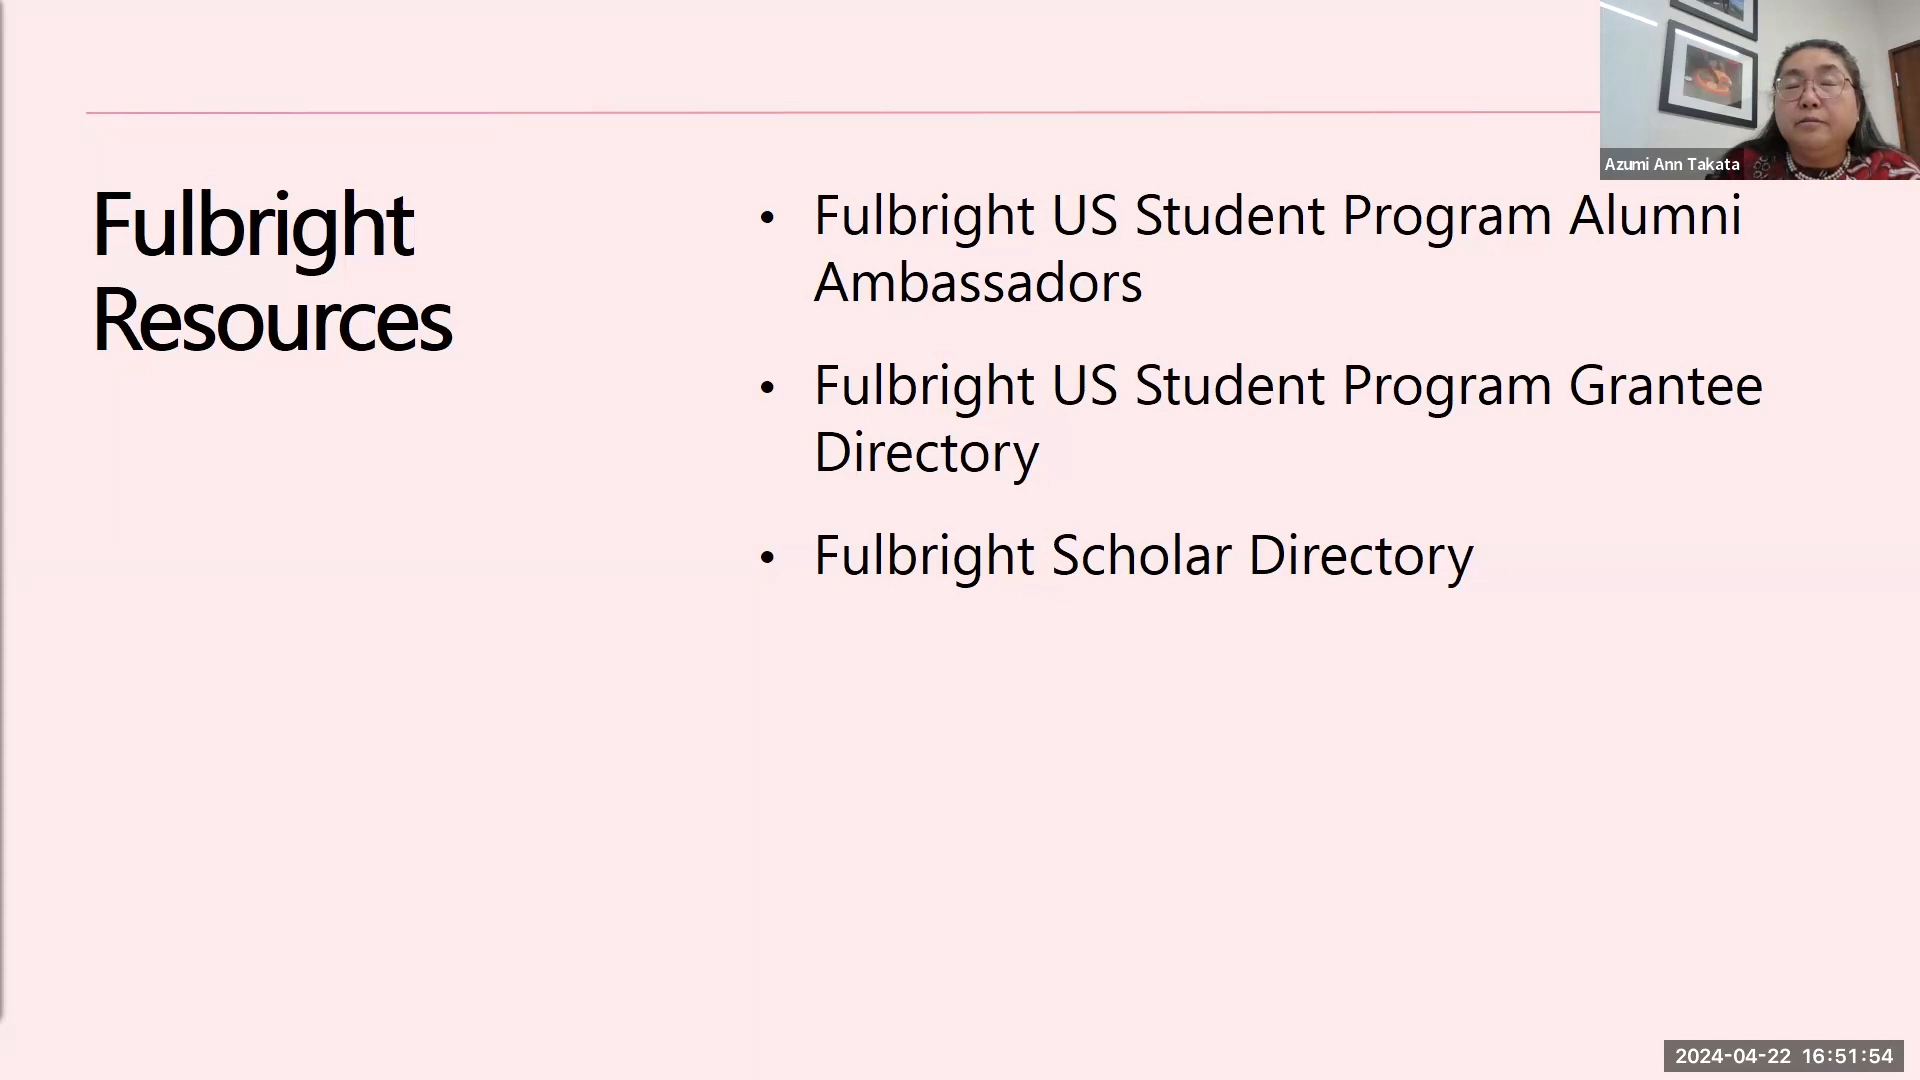 Azumi Ann Takata
Fulbright
Resources
• Fulbright US Student Program Alumni
Ambassadors
• Fulbright US Student Program Grantee
Directory
• Fulbright Scholar Directory
2024-04-22 16:51:54